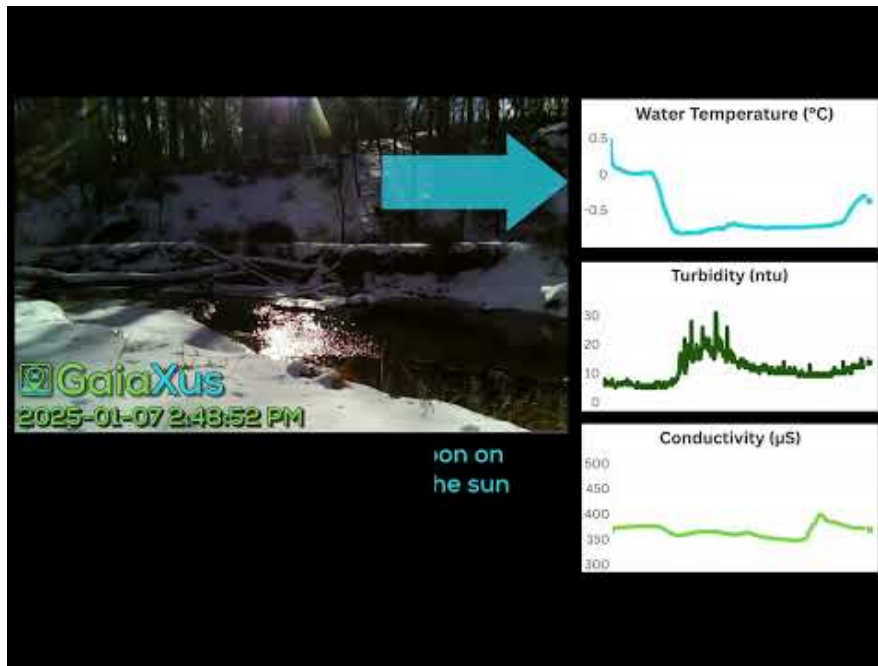 GaiaXus
2025-01-07 2:48:52 PM
on on
he sun
Water Temperature (°C)
0.5
0
-0.5
Turbidity (ntu)
30
20
10
0
Conductivity (µS)
500
450
400
350
300